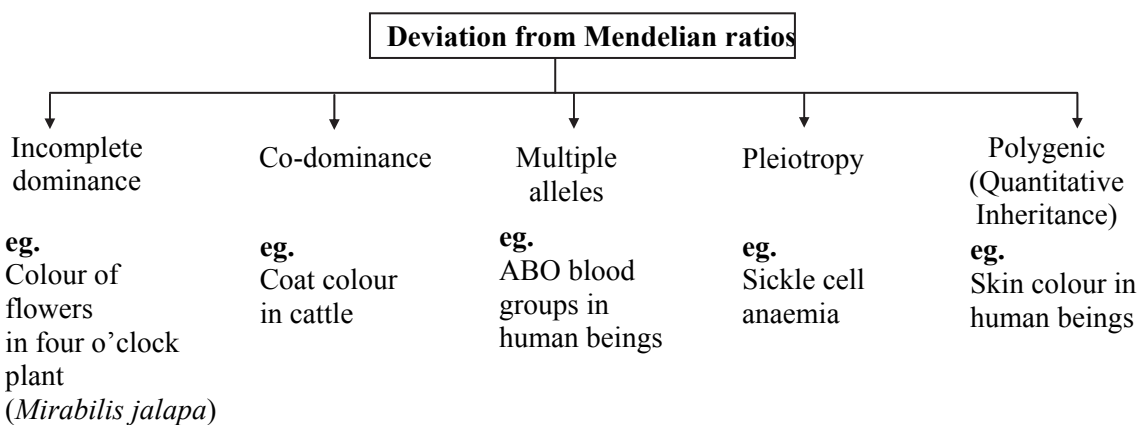 Deviation from Mendelian ratios
Incomplete
dominance
eg.
Colour of
flowers
in four o’clock
plant
(Mirabilis jalapa)
Co-dominance
eg.
Coat colour
in cattle
Multiple
alleles
eg.
ABO blood
groups in
human beings
Pleiotropy
eg.
Sickle cell
anaemia
Polygenic
(Quantitative
Inheritance)
eg.
Skin colour in
human beings